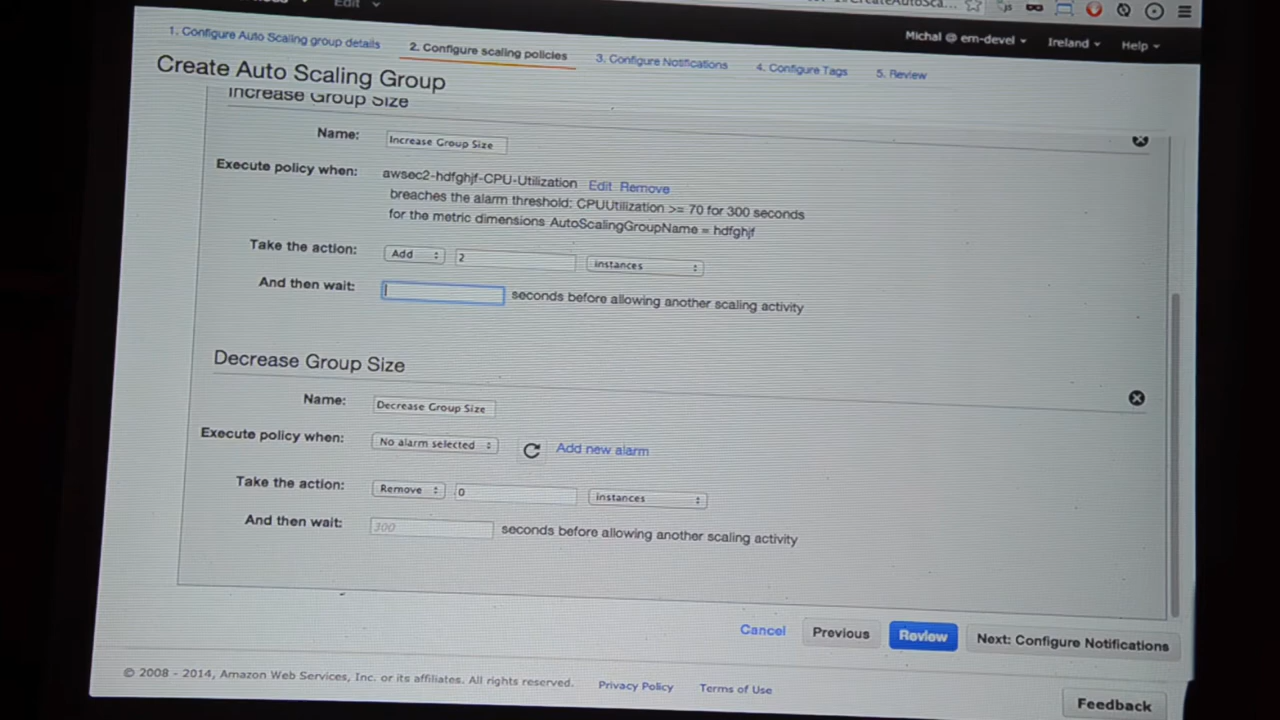 Edit
Michal @ em-devel Ireland Help
1. Configure Auto Scaling group details 2. Configure scaling policies 3. Configure Notifications 4. Configure Tags 5. Review
Create Auto Scaling Group
Increase Group Size
Name: Increase Group Size
Execute policy when: awsec2-hdfghjf-CPU-Utilization Edit Remove
breaches the alarm threshold: CPUUtilization >= 70 for 300 seconds
for the metric dimensions AutoScalingGroupName = hdfghjf
Take the action: Add 2 instances
And then wait: seconds before allowing another scaling activity
Decrease Group Size
Name: Decrease Group Size
Execute policy when: No alarm selected Add new alarm
Take the action: Remove 0 instances
And then wait: 300 seconds before allowing another scaling activity
Cancel Previous Review Next: Configure Notifications
© 2008 - 2014, Amazon Web Services, Inc. or its affiliates. All rights reserved. Privacy Policy Terms of Use
Feedback